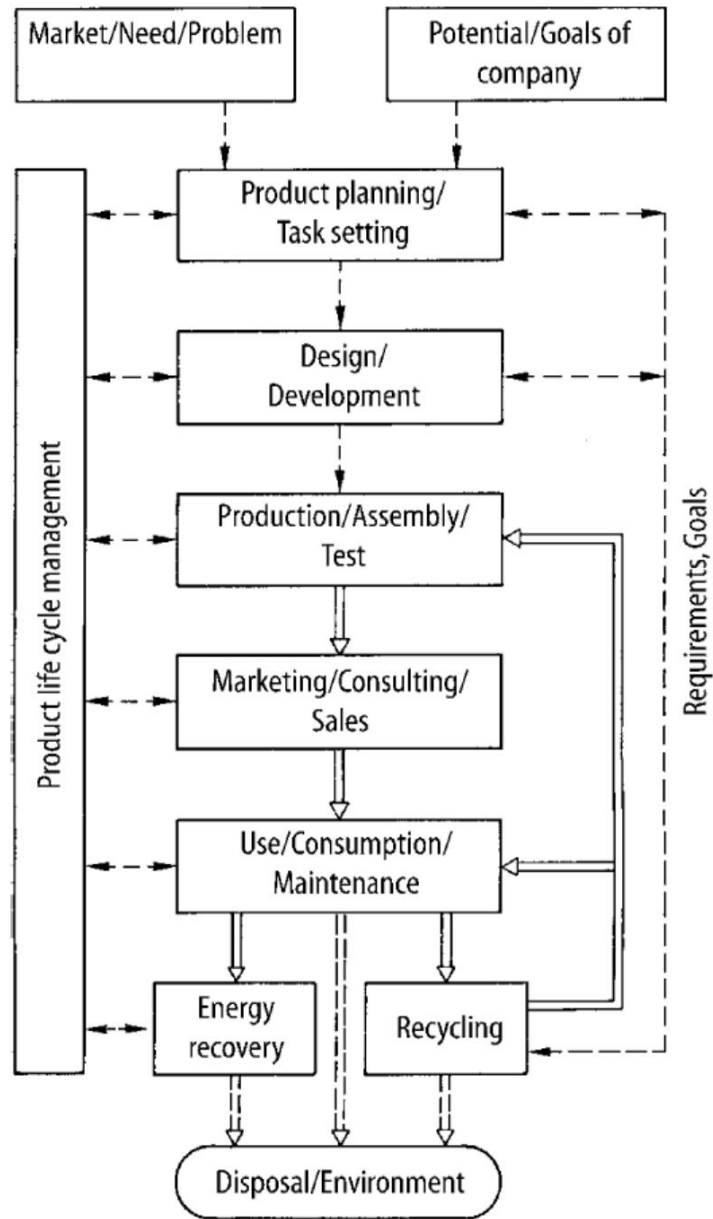 Market/Need/Problem
Potential/Goals of
company
Product planning/
Task setting
Design/
Development
Production/Assembly/
Test
Marketing/Consulting/
Sales
Use/Consumption/
Maintenance
Energy
recovery
Recycling
Disposal/Environment
Product life cycle management
Requirements, Goals